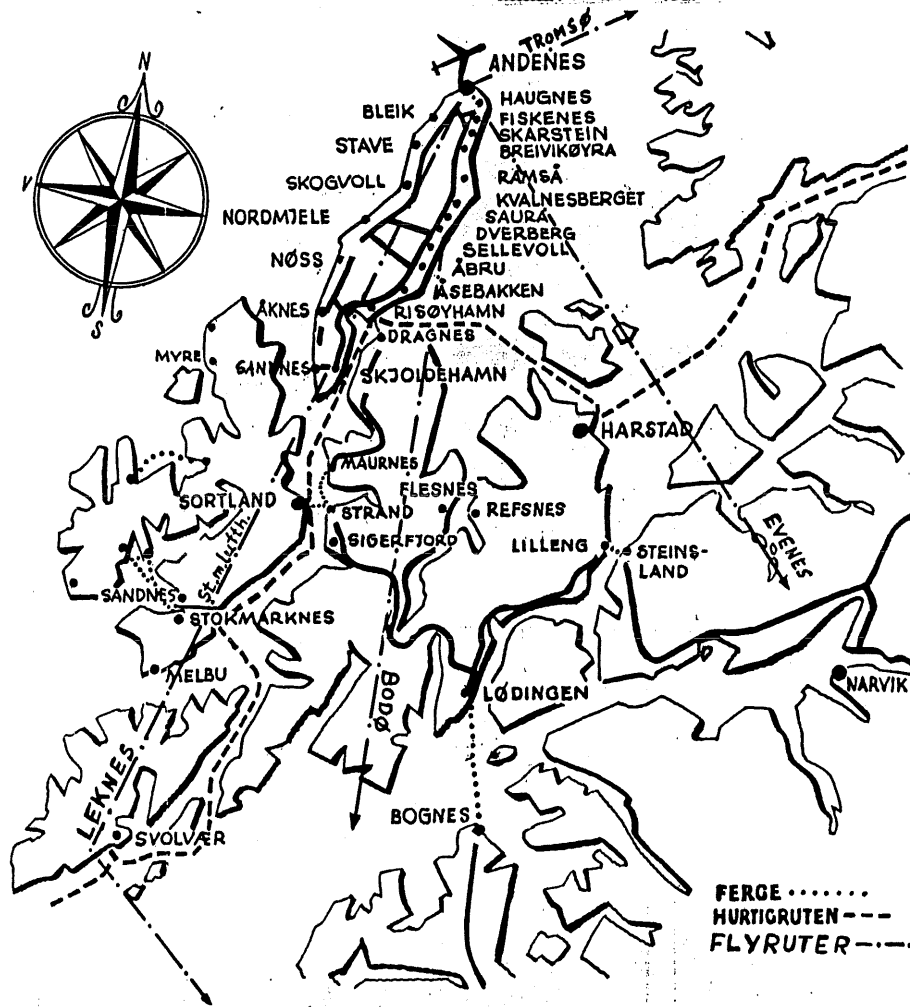 TROMSØ
N
ANDENES
HAUGNES
BLEIK
FISKENES
SKARSTEIN
STAVE
BREIVIKØYRA
RAMSÅ
SKOGVOLL
V
KVALNESBERGET
NORDMJELE
SAURA
DVERBERG
SELLEVOLL
NØSS
ÅBRU
ÅSEBAKKEN
ÅKNES
RISØYHAMN
S
DRAGNES
MYRE
SANDNES
SKJOLDEHAMN
HARSTAD
MAURNES
FLESNES
SORTLAND
STRAND
REFSNES
SIGERFJORD
LILLENG
STEINS-
LAND
EVENES
St.m.lufth.
SANDNES
STOKMARKNES
MELBU
BODØ
LØDINGEN
NARVIK
LEKNES
BOGNES
SVOLVÆR
FERGE
HURTIGRUTEN
FLYRUTER